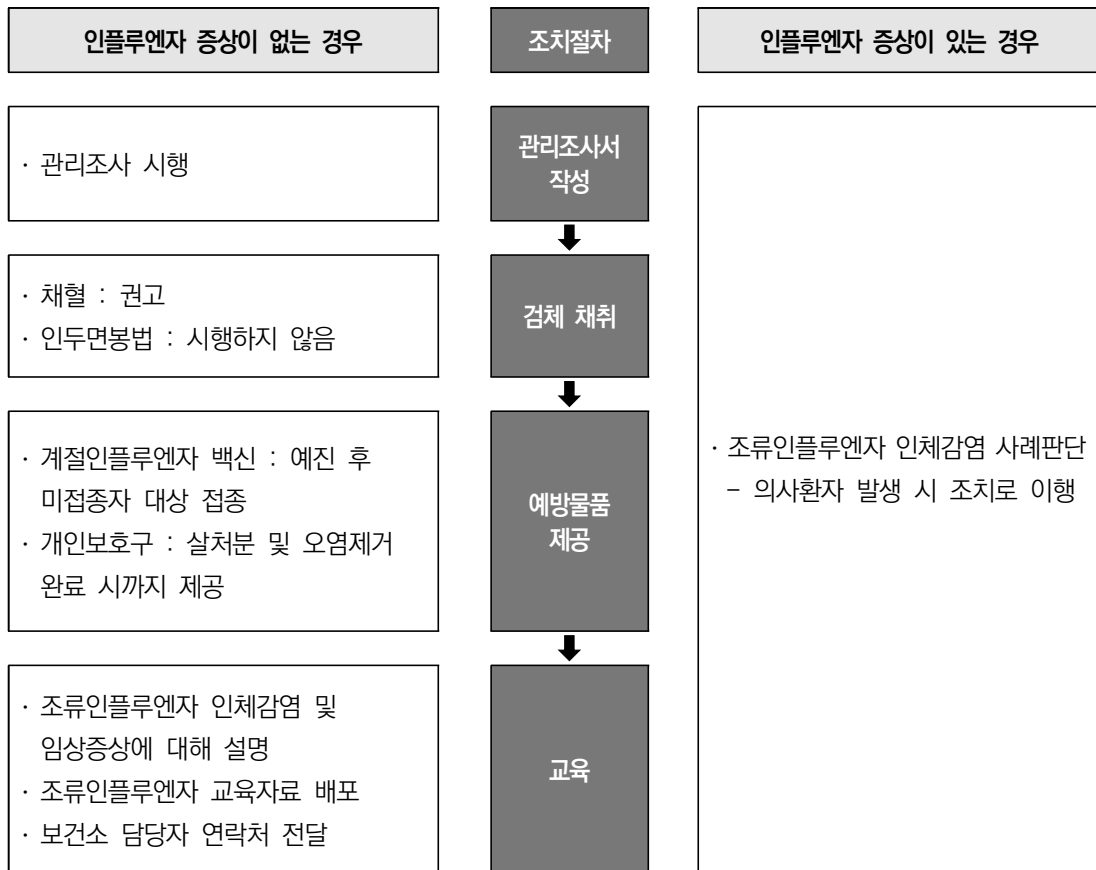 인플루엔자 증상이 없는 경우
조치절차
인플루엔자 증상이 있는 경우
· 관리조사 시행
관리조사서
작성
· 채혈 : 권고
· 인두면봉법 : 시행하지 않음
검체 채취
· 계절인플루엔자 백신 : 예진 후
미접종자 대상 접종
· 개인보호구 : 살처분 및 오염제거
완료 시까지 제공
예방물품
제공
· 조류인플루엔자 인체감염 사례판단
– 의사환자 발생 시 조치로 이행
· 조류인플루엔자 인체감염 및
임상증상에 대해 설명
· 조류인플루엔자 교육자료 배포
· 보건소 담당자 연락처 전달
교육